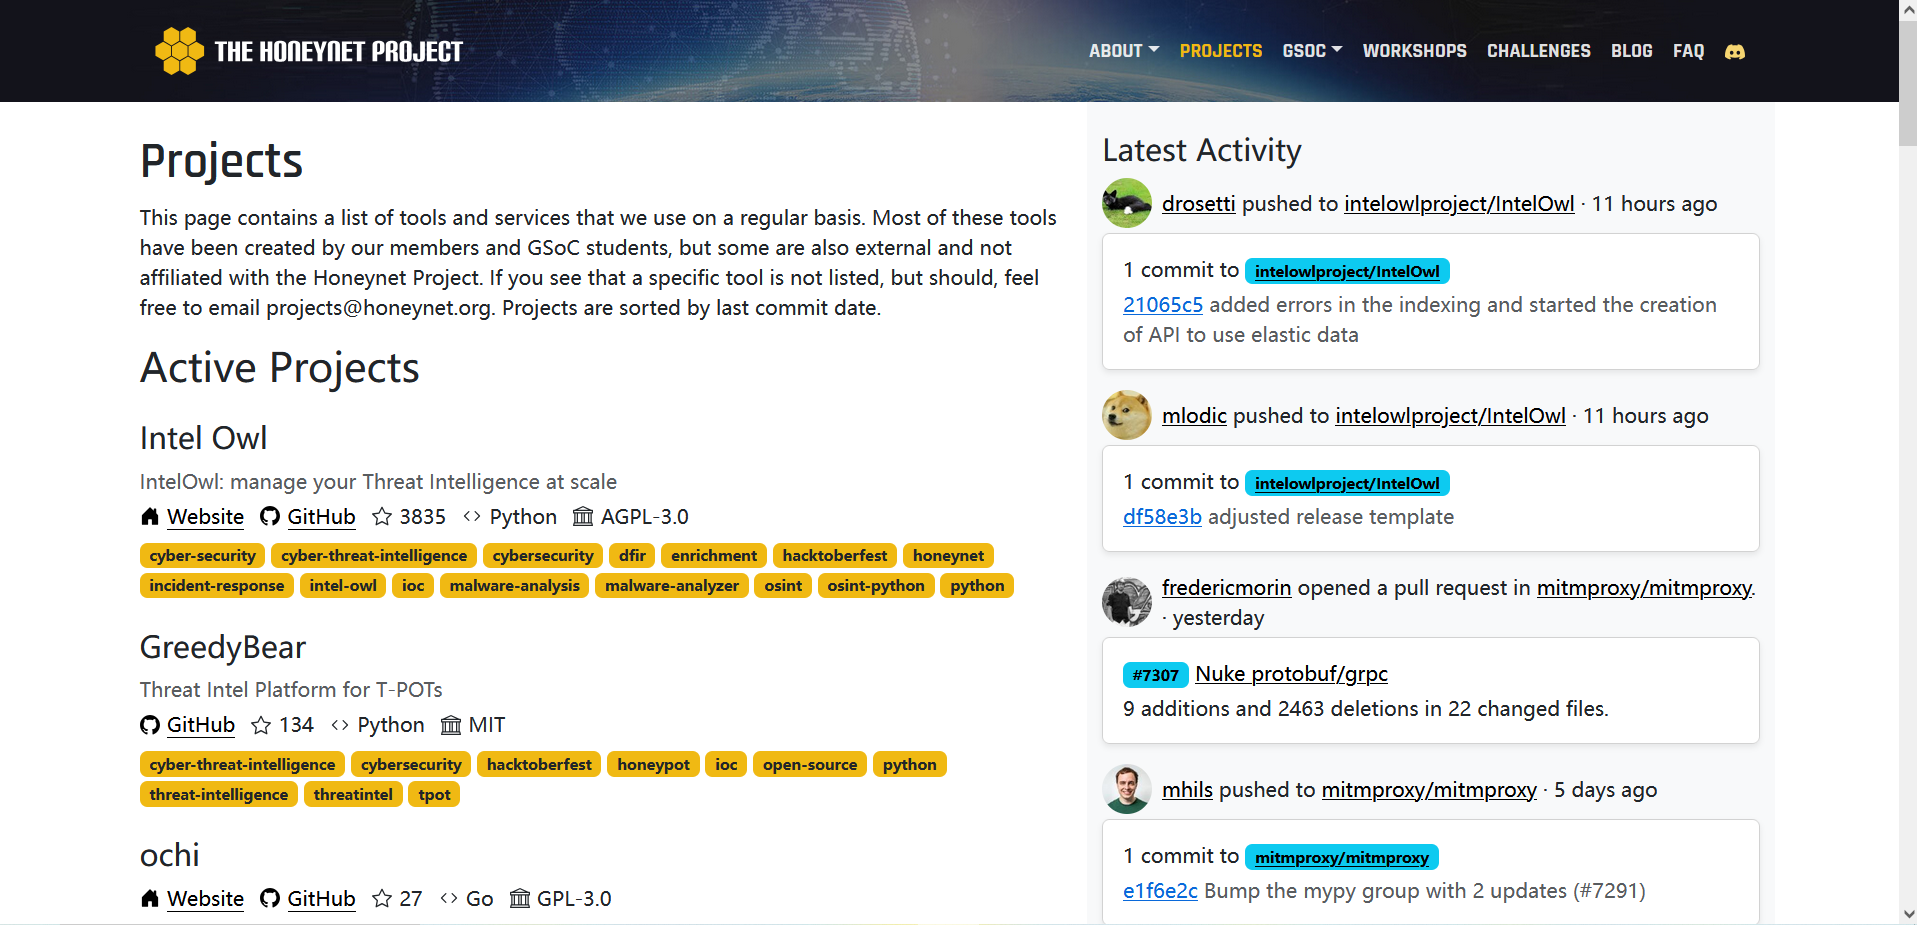 THE HONEYNET PROJECT
ABOUT PROJECTS GSOC WORKSHOPS CHALLENGES BLOG FAQ
Projects
This page contains a list of tools and services that we use on a regular basis. Most of these tools
have been created by our members and GSoC students, but some are also external and not
affiliated with the Honeynet Project. If you see that a specific tool is not listed, but should, feel
free to email projects@honeynet.org. Projects are sorted by last commit date.
Active Projects
Intel Owl
IntelOwl: manage your Threat Intelligence at scale
Website GitHub 3835 Python AGPL-3.0
cyber-security cyber-threat-intelligence cybersecurity dfir enrichment hacktoberfest honeynet
incident-response intel-owl ioc malware-analysis malware-analyzer osint osint-python python
GreedyBear
Threat Intel Platform for T-POTs
GitHub 134 Python MIT
cyber-threat-intelligence cybersecurity hacktoberfest honeypot ioc open-source python
threat-intelligence threatintel tpot
ochi
Website GitHub 27 Go GPL-3.0
Latest Activity
drosetti pushed to intelowlproject/IntelOwl · 11 hours ago
1 commit to intelowlproject/IntelOwl
21065c5 added errors in the indexing and started the creation
of API to use elastic data
mlodic pushed to intelowlproject/IntelOwl · 11 hours ago
1 commit to intelowlproject/IntelOwl
df58e3b adjusted release template
fredericmorin opened a pull request in mitmproxy/mitmproxy.
· yesterday
#7307 Nuke protobuf/grpc
9 additions and 2463 deletions in 22 changed files.
mhils pushed to mitmproxy/mitmproxy · 5 days ago
1 commit to mitmproxy/mitmproxy
e1f6e2c Bump the mypy group with 2 updates (#7291)